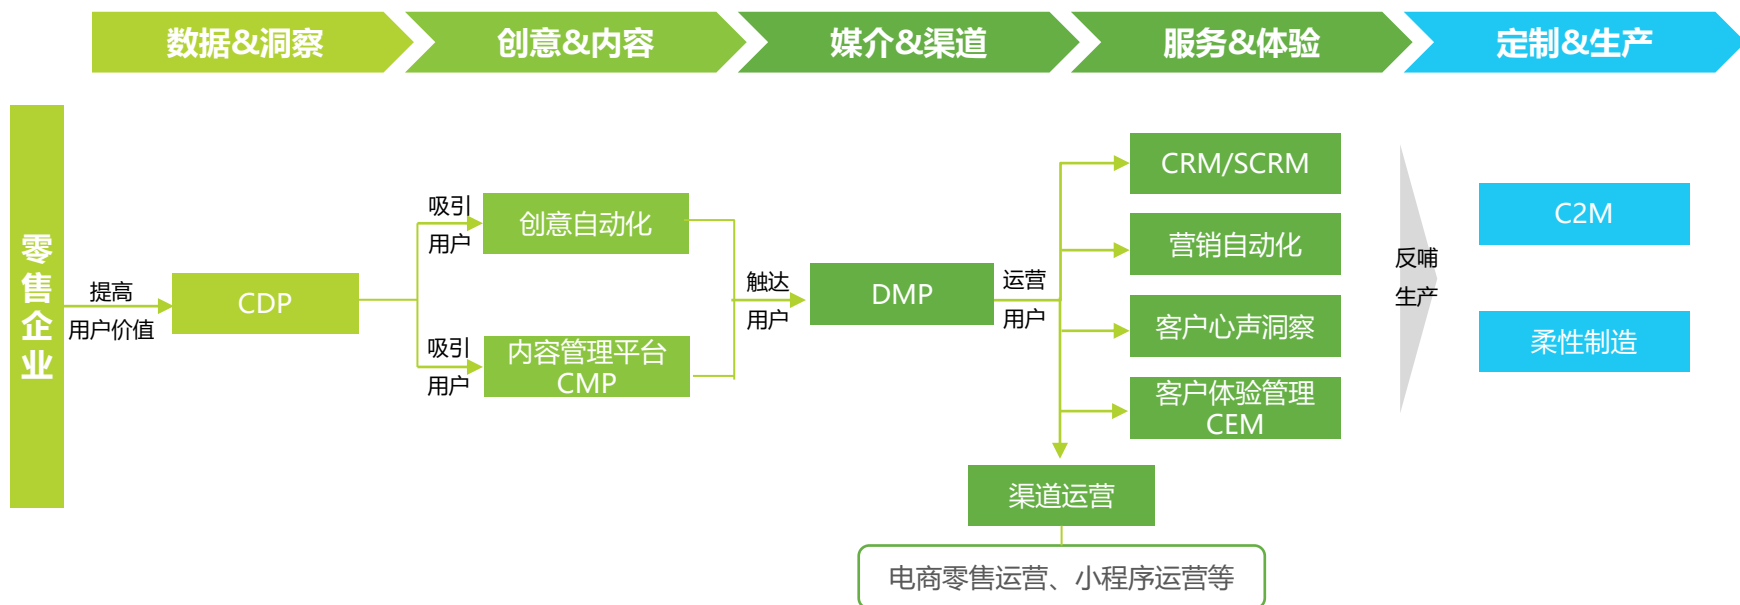 数据&洞察
创意&内容
媒介&渠道
服务&体验
定制&生产
零售企业
提高
用户价值
CDP
吸引
用户
创意自动化
吸引
用户
内容管理平台
CMP
触达
用户
DMP
运营
用户
CRM/SCRM
营销自动化
客户心声洞察
客户体验管理
CEM
渠道运营
电商零售运营、小程序运营等
反哺
生产
C2M
柔性制造